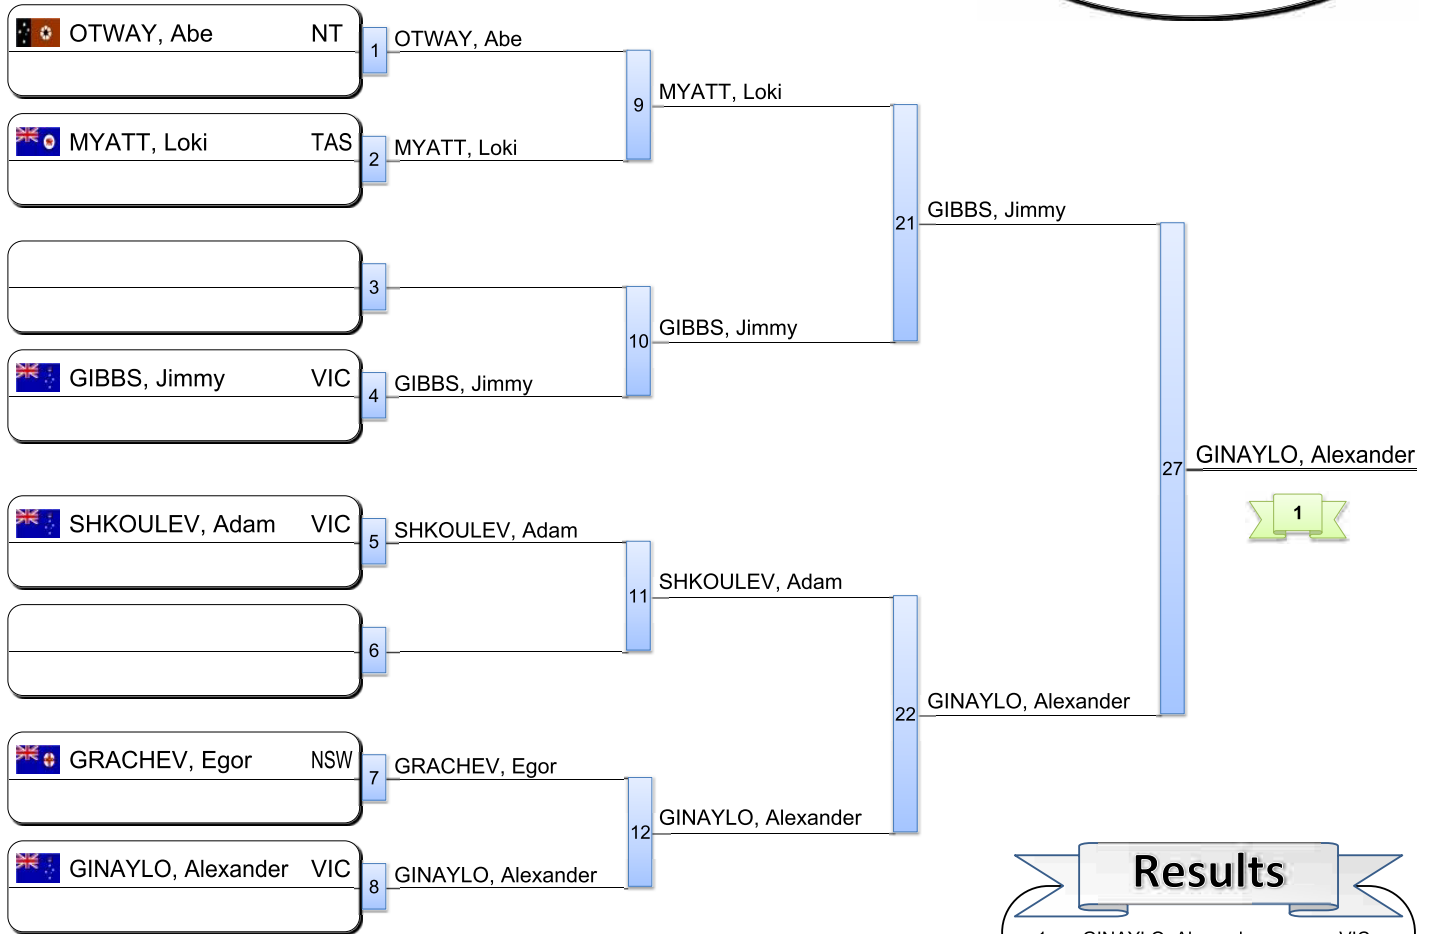 OTWAY, Abe NT
1
OTWAY, Abe
9
MYATT, Loki
MYATT, Loki TAS
2
MYATT, Loki
21
GIBBS, Jimmy
3
10
GIBBS, Jimmy
GIBBS, Jimmy VIC
4
GIBBS, Jimmy
27
GINAYLO, Alexander
1
SHKOULEV, Adam VIC
5
SHKOULEV, Adam
11
SHKOULEV, Adam
6
22
GINAYLO, Alexander
GRACHEV, Egor NSW
7
GRACHEV, Egor
12
GINAYLO, Alexander
GINAYLO, Alexander VIC
8
GINAYLO, Alexander
Results